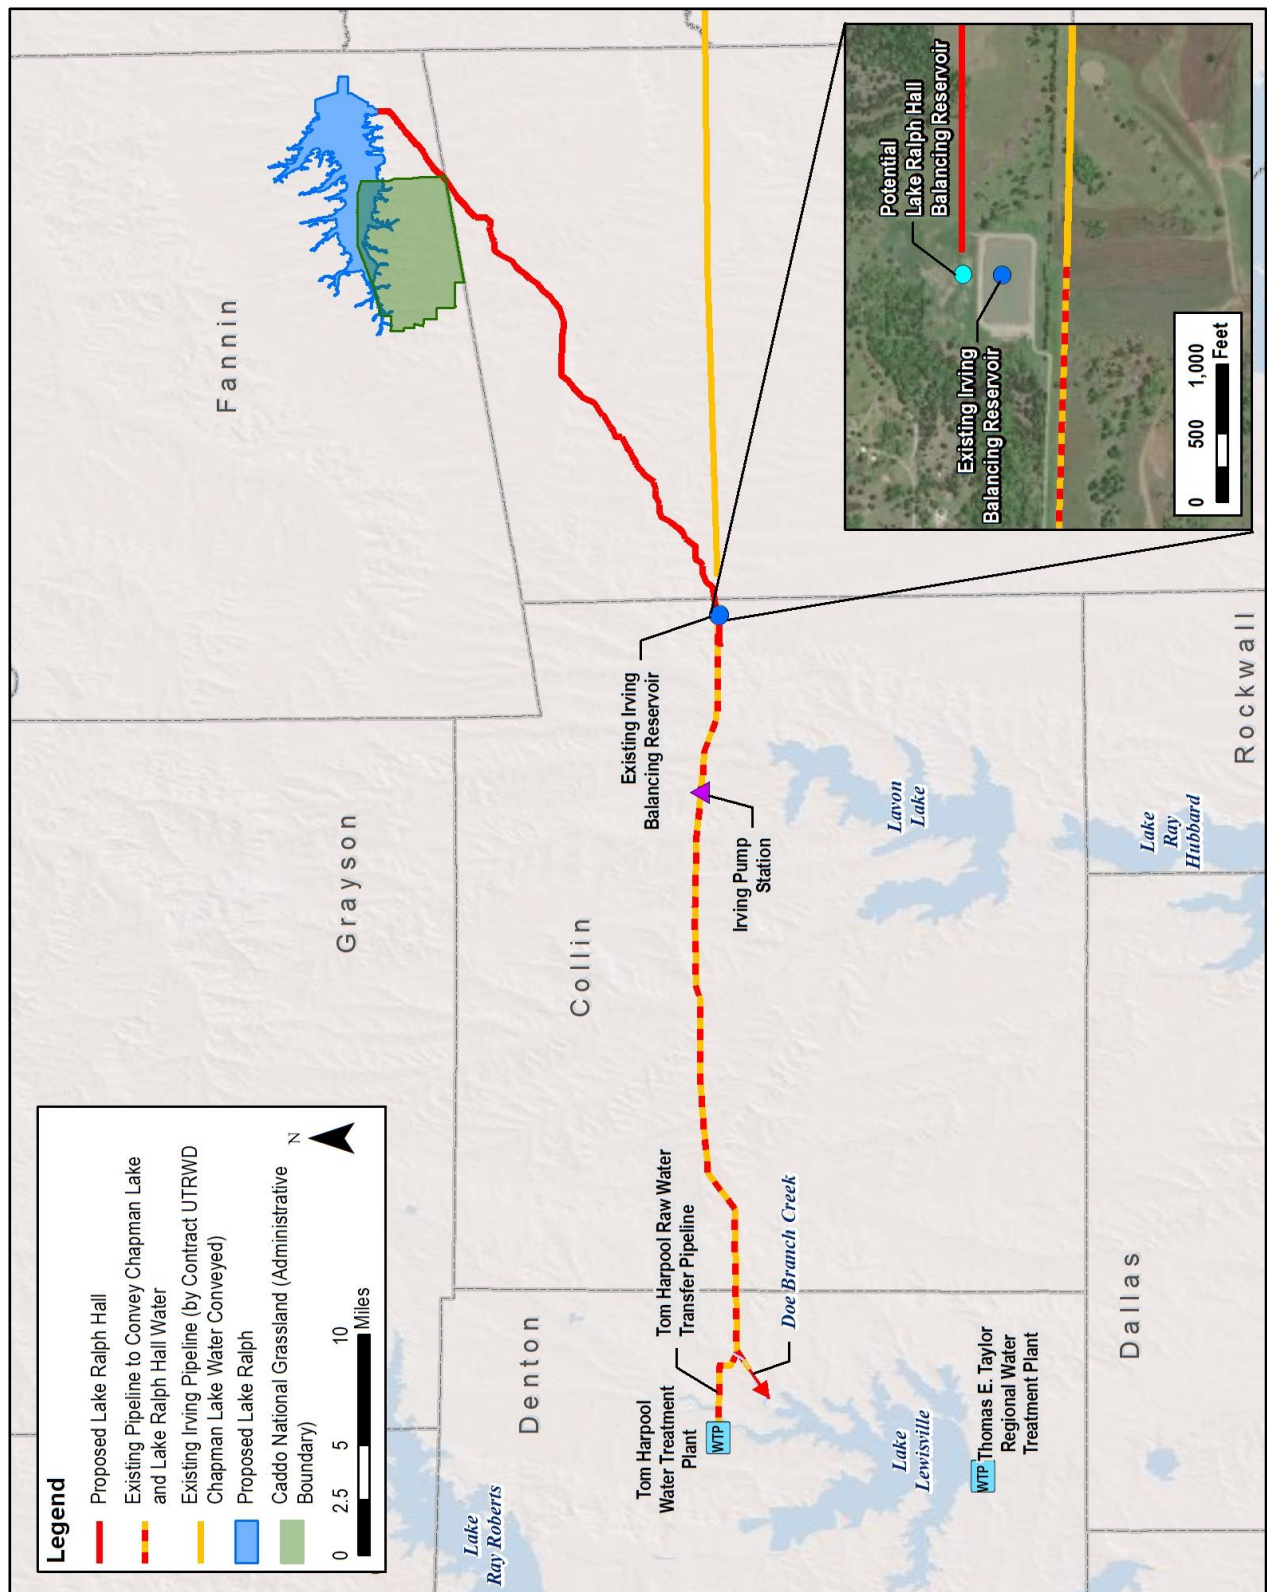 Legend
Proposed Lake Ralph Hall
Existing Pipeline to Convey Chapman Lake
and Lake Ralph Hall Water
Existing Irving Pipeline (by Contract UTRWD
Chapman Lake Water Conveyed)
Proposed Lake Ralph
Caddo National Grassland (Administrative
Boundary)
N
0 2.5 5 10
Miles
Fannin
Grayson
Collin
Denton
Dallas
Rockwall
Lake
Ray Roberts
Tom Harpool
Water Treatment
Plant
WTP
Tom Harpool Raw Water
Transfer Pipeline
Doe Branch Creek
Lake
Lewisville
WTP
Thomas E. Taylor
Regional Water
Treatment Plant
Irving Pump
Station
Existing Irving
Balancing Reservoir
Lavon
Lake
Lake
Ray
Hubbard
Potential
Lake Ralph Hall
Balancing Reservoir
Existing Irving
Balancing Reservoir
0 500 1,000
Feet